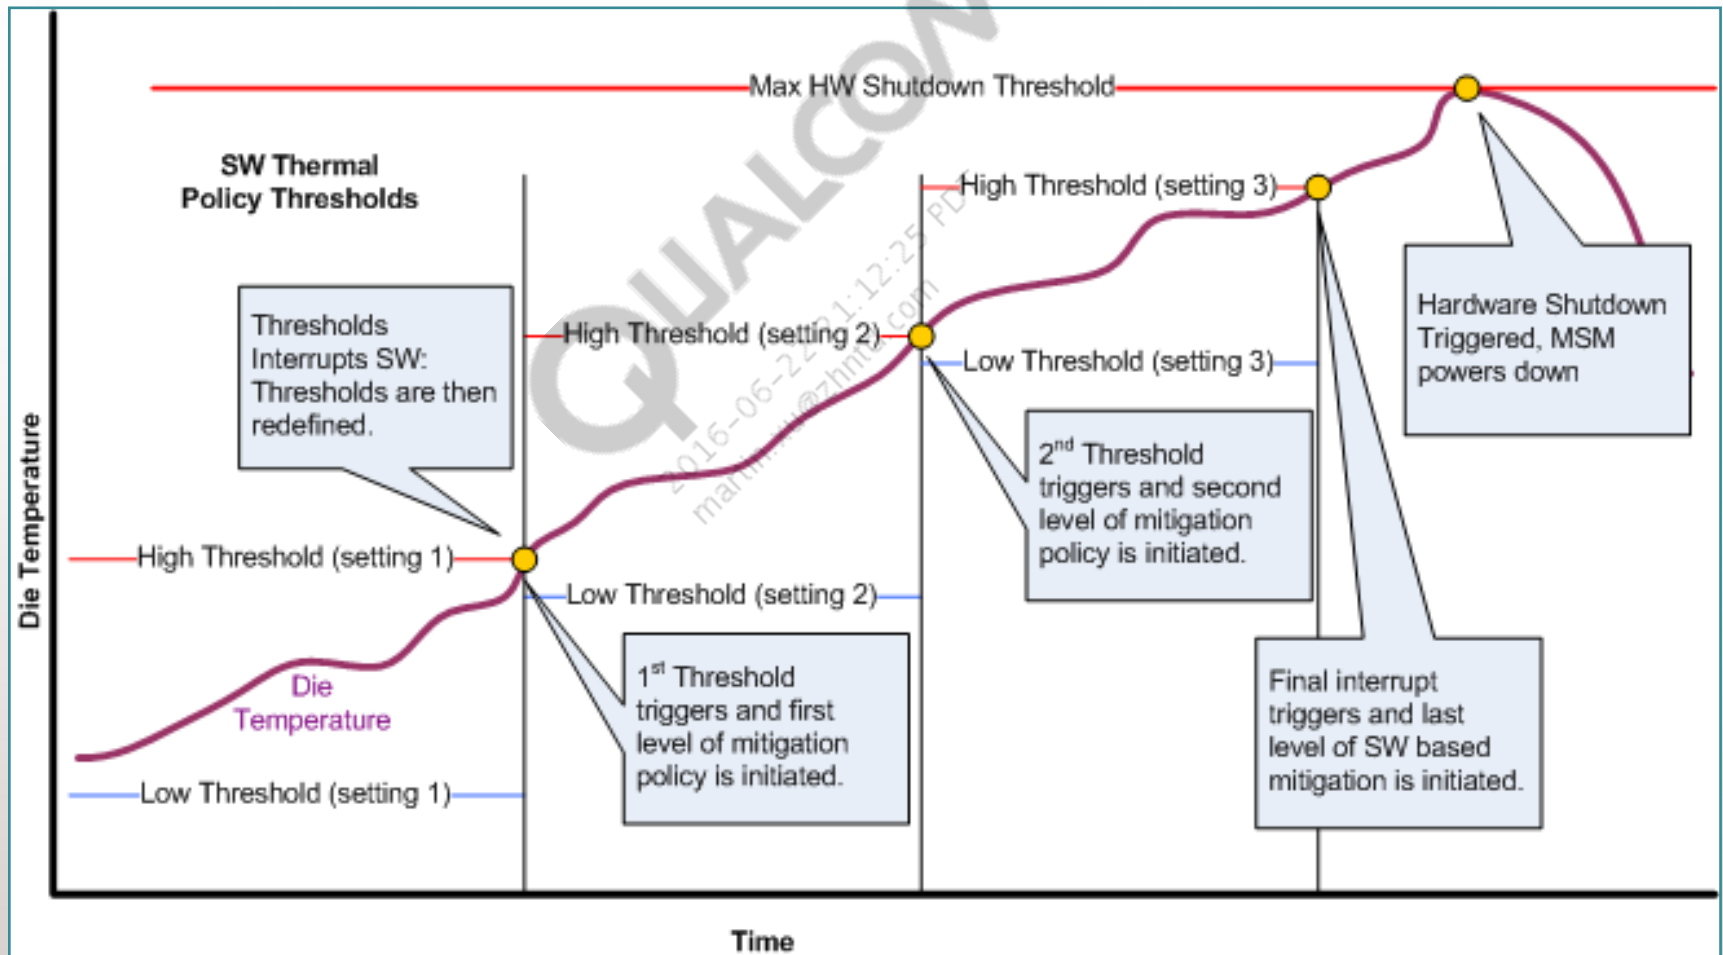 Max HW Shutdown Threshold
SW Thermal
Policy Thresholds
High Threshold (setting 3)
Thresholds
Interrupts SW:
Thresholds are then
redefined.
High Threshold (setting 2)
Low Threshold (setting 3)
Hardware Shutdown
Triggered, MSM
powers down
2nd Threshold
triggers and second
level of mitigation
policy is initiated.
High Threshold (setting 1)
Low Threshold (setting 2)
Die
Temperature
1st Threshold
triggers and first
level of mitigation
policy is initiated.
Final interrupt
triggers and last
level of SW based
mitigation is initiated.
Low Threshold (setting 1)
Die Temperature
Time
QUALCOM